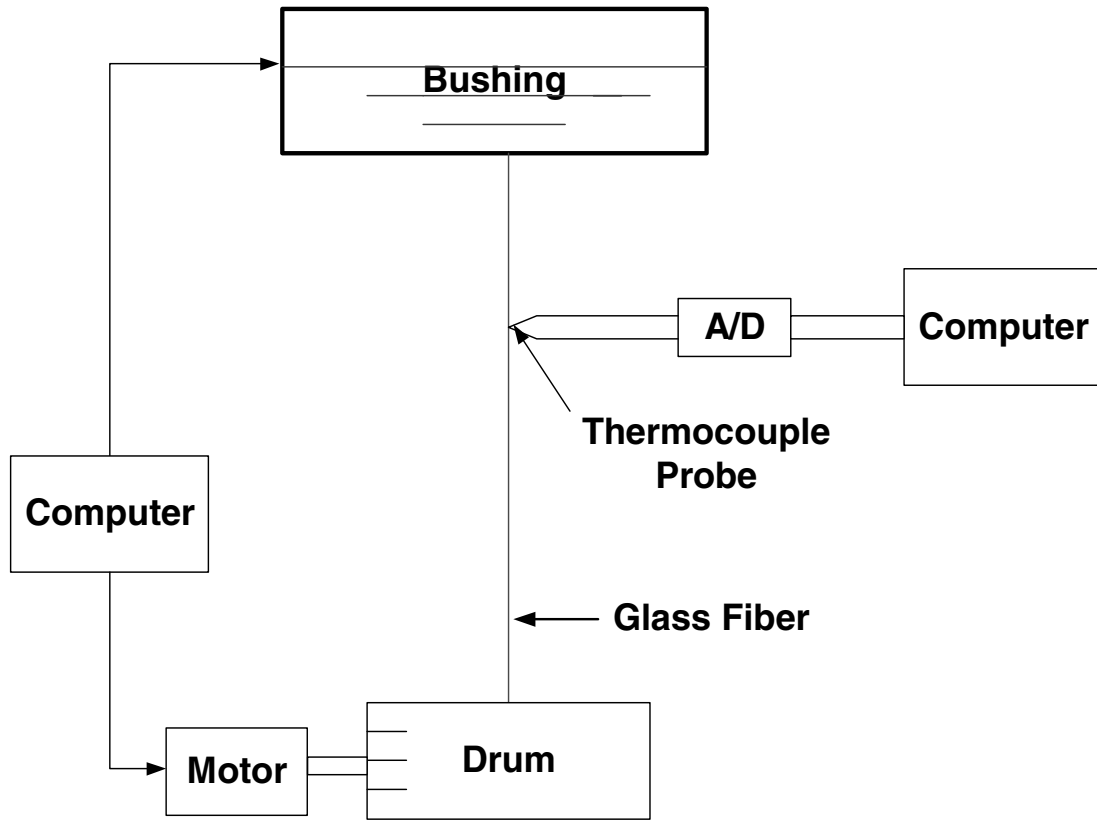 Bushing
A/D
Computer
Thermocouple
Probe
Computer
Glass Fiber
Motor
Drum